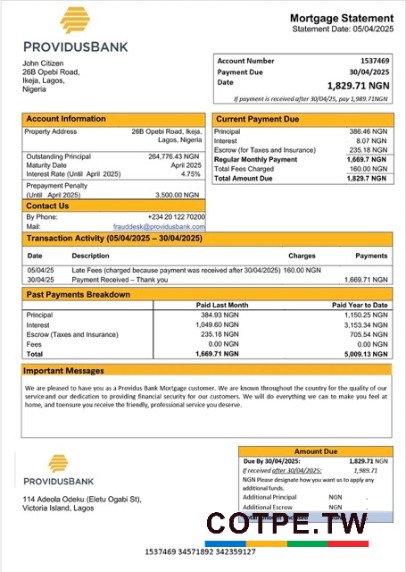 PROVIDUSBANK
Mortgage Statement
Statement Date: 05/04/2025
John Citizen
26B Opebi Road,
Ikeja, Lagos,
Nigeria
Account Number 1537469
Payment Due 30/04/2025
Date 1,829.71 NGN
If payment is received after 30/04/25, pay 1,989.71NGN
Account Information
Property Address 26B Opebi Road, Ikeja,
Lagos, Nigeria
Outstanding Principal 264,776.43 NGN
Maturity Date April 2025
Interest Rate (Until April 2025) 4.75%
Prepayment Penalty
(Until April 2025) 3,500.00 NGN
Contact Us
By Phone: +234 20 122 70200
Mail: frauddesk@providusbank.com
Current Payment Due
Principal 386.46 NGN
Interest 8.07 NGN
Escrow (for Taxes and Insurance) 235.18 NGN
Regular Monthly Payment 1,669.7 NGN
Total Fees Charged 160.00 NGN
Total Amount Due 1,829.7 NGN
Transaction Activity (05/04/2025 – 30/04/2025)
Date Description Charges Payments
05/04/25 Late Fees (charged because payment was received after 30/04/2025) 160.00 NGN
30/04/25 Payment Received – Thank you 1,669.71 NGN
Past Payments Breakdown
Paid Last Month Paid Year to Date
Principal 384.93 NGN 1,150.25 NGN
Interest 1,049.60 NGN 3,153.34 NGN
Escrow (Taxes and Insurance) 235.18 NGN 705.54 NGN
Fees 0.00 NGN 0.00 NGN
Total 1,669.71 NGN 5,009.13 NGN
Important Messages
We are pleased to have you as a Previdus Bank Mortgage customer. We are known throughout the country for the quality of our
serviceand our dedication to providing financial security for our customers. We will do everything we can to make you feel at
home, and toensure you receive the friendly, professional service you deserve.
PROVIDUSBANK
114 Adeola Odeku (Eletu Ogabi St),
Victoria Island, Lagos
Amount Due
Due By 30/04/2025: 1,829.71 NGN
If received after 30/04/2025: 1,989.71
NGN Please designate how you want us to apply any
additional funds.
Additional Principal NGN .
Additional Escrow NGN .
COTPE.TW
1537469 34571892 342359127